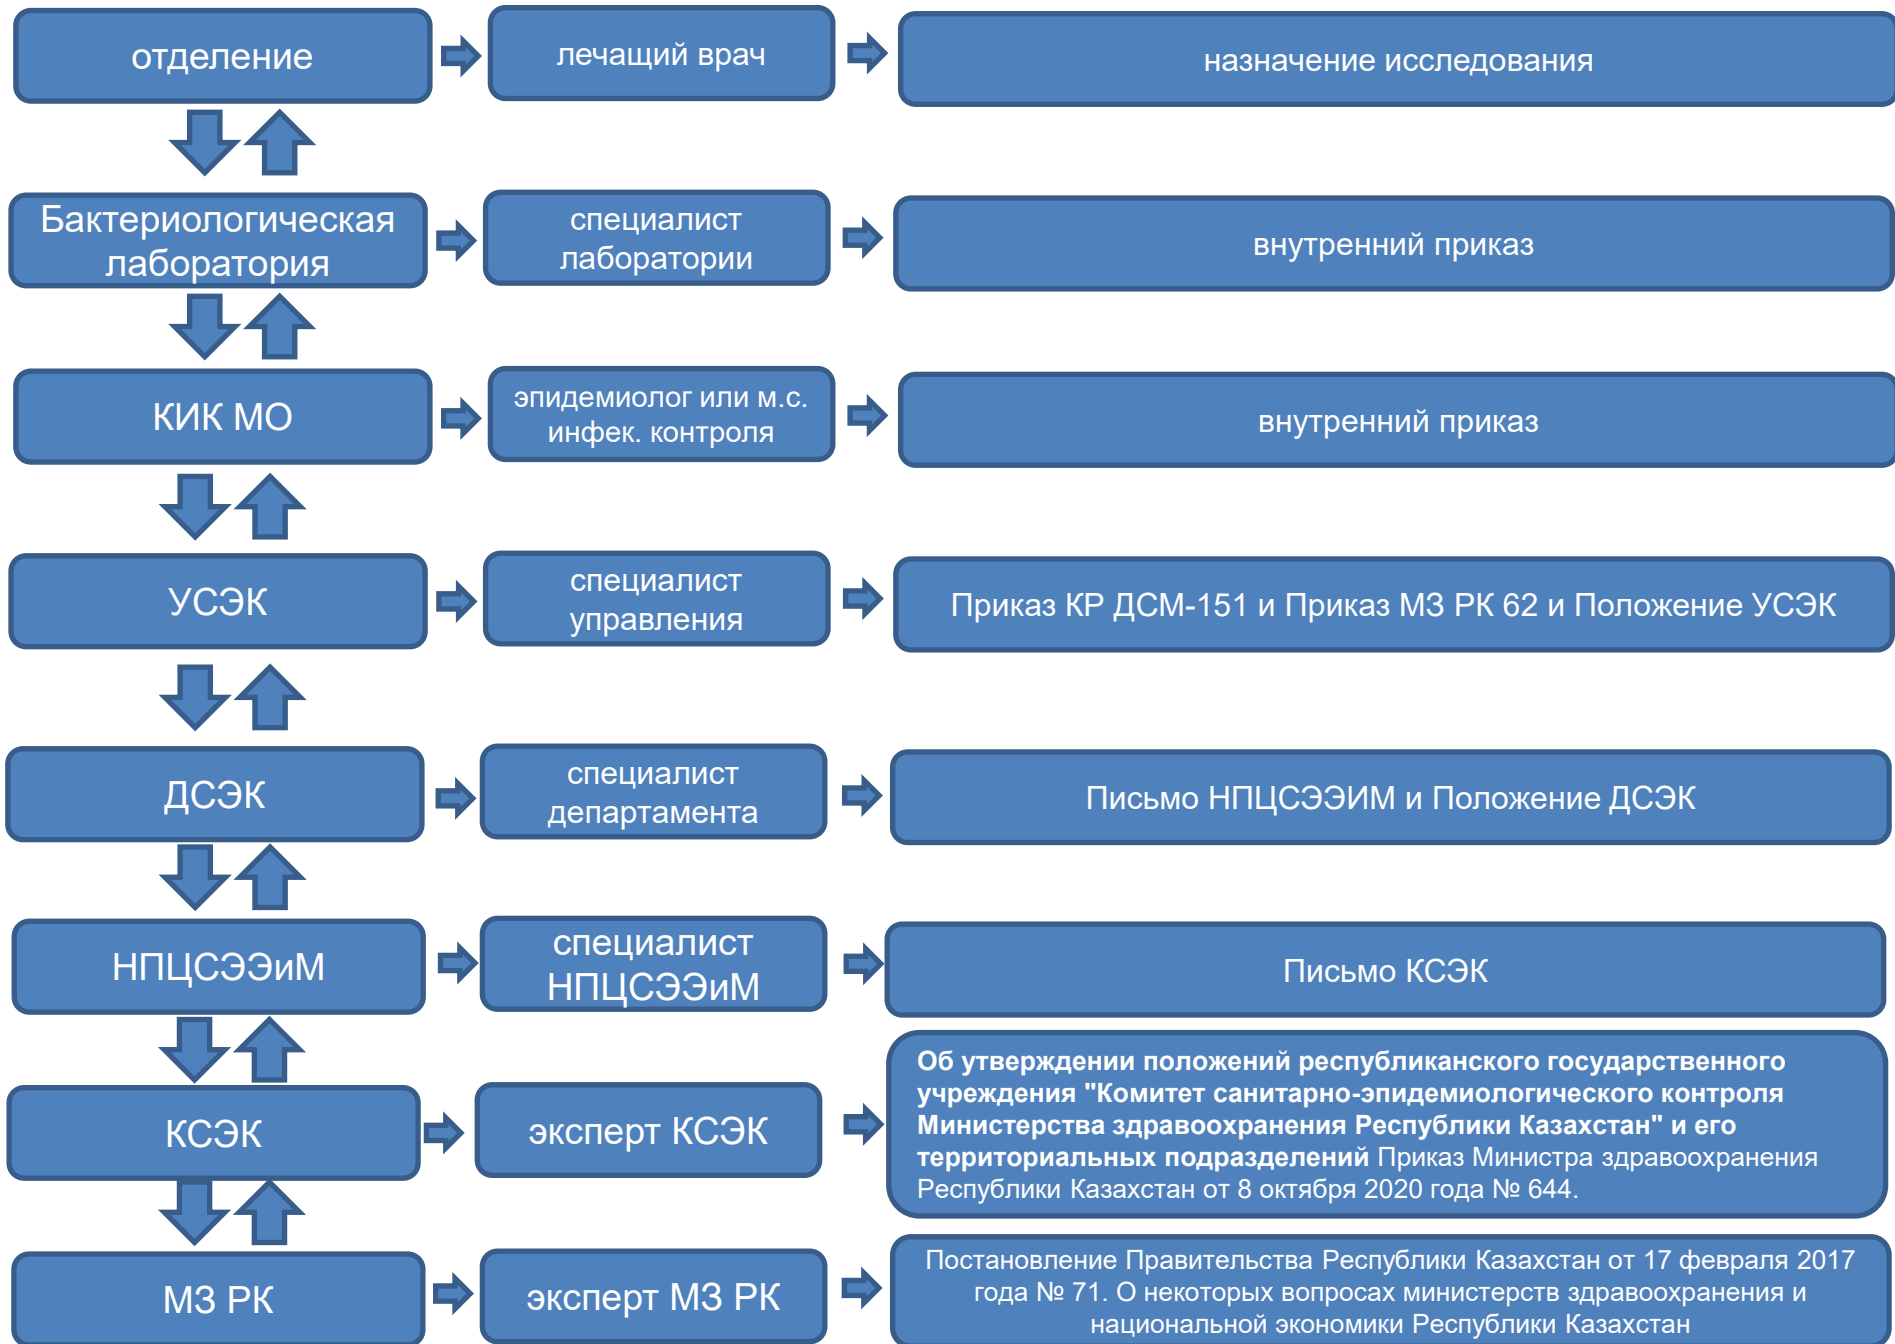 отделение
лечащий врач
назначение исследования
Бактериологическая
лаборатория
специалист
лаборатории
внутренний приказ
КИК МО
эпидемиолог или м.с.
инфек. контроля
внутренний приказ
УСЭК
специалист
управления
Приказ КР ДСМ-151 и Приказ МЗ РК 62 и Положение УСЭК
ДСЭК
специалист
департамента
Письмо НПЦСЭЭИМ и Положение ДСЭК
НПЦСЭЭиМ
специалист
НПЦСЭЭиМ
Письмо КСЭК
КСЭК
эксперт КСЭК
Об утверждении положений республиканского государственного
учреждения "Комитет санитарно-эпидемиологического контроля
Министерства здравоохранения Республики Казахстан" и его
территориальных подразделений Приказ Министра здравоохранения
Республики Казахстан от 8 октября 2020 года № 644.
МЗ РК
эксперт МЗ РК
Постановление Правительства Республики Казахстан от 17 февраля 2017
года № 71. О некоторых вопросах министерств здравоохранения и
национальной экономики Республики Казахстан